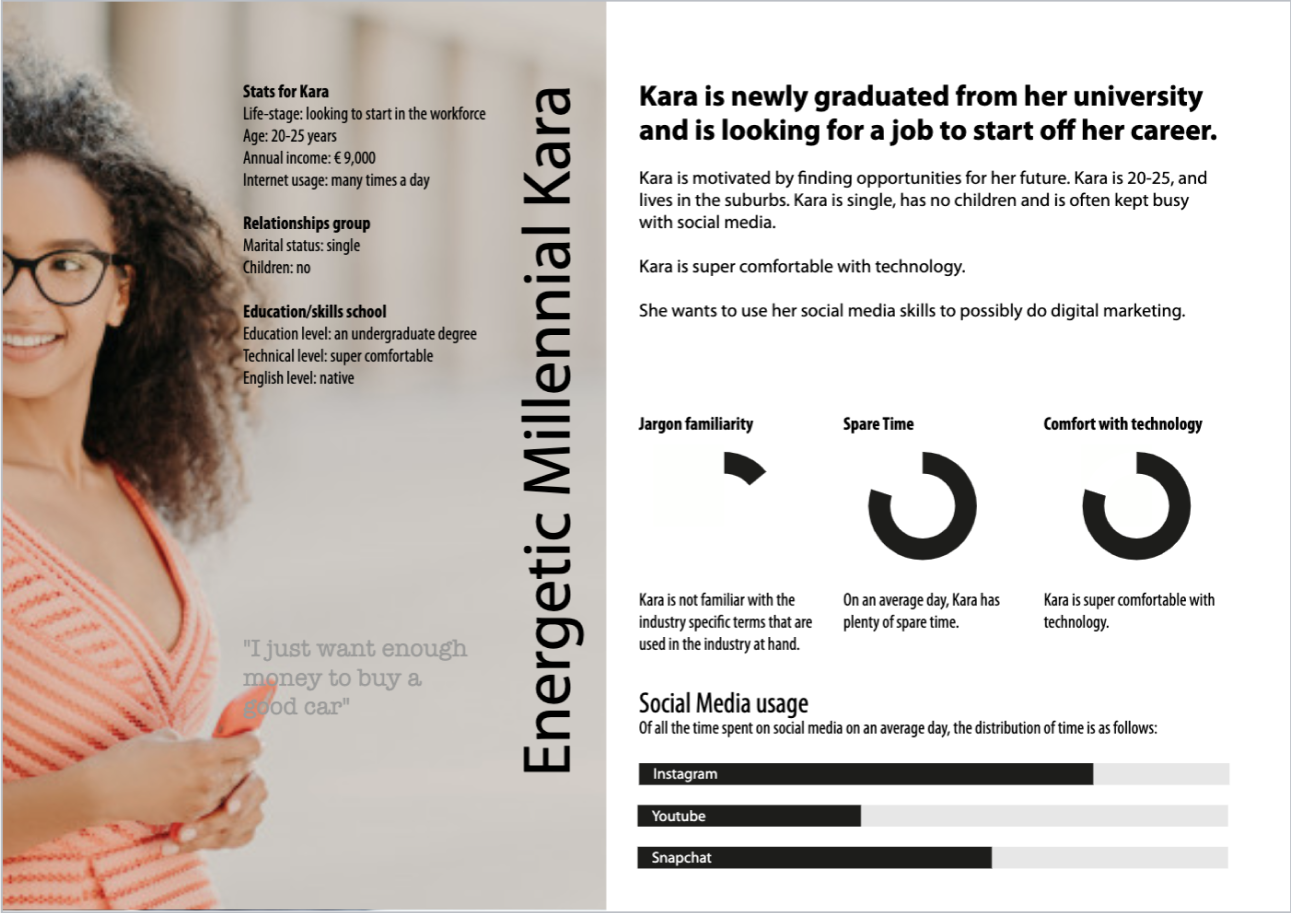 Stats for Kara
Life-stage: looking to start in the workforce
Age: 20-25 years
Annual income: € 9,000
Internet usage: many times a day
Relationships group
Marital status: single
Children: no
Education/skills school
Education level: an undergraduate degree
Technical level: super comfortable
English level: native
"I just want enough
money to buy a
good car"
Energetic Millennial Kara
Kara is newly graduated from her university
and is looking for a job to start off her career.
Kara is motivated by finding opportunities for her future. Kara is 20-25, and
lives in the suburbs. Kara is single, has no children and is often kept busy
with social media.
Kara is super comfortable with technology.
She wants to use her social media skills to possibly do digital marketing.
Jargon familiarity
Kara is not familiar with the
industry specific terms that are
used in the industry at hand.
Spare Time
On an average day, Kara has
plenty of spare time.
Comfort with technology
Kara is super comfortable with
technology.
Social Media usage
Of all the time spent on social media on an average day, the distribution of time is as follows:
Instagram
Youtube
Snapchat